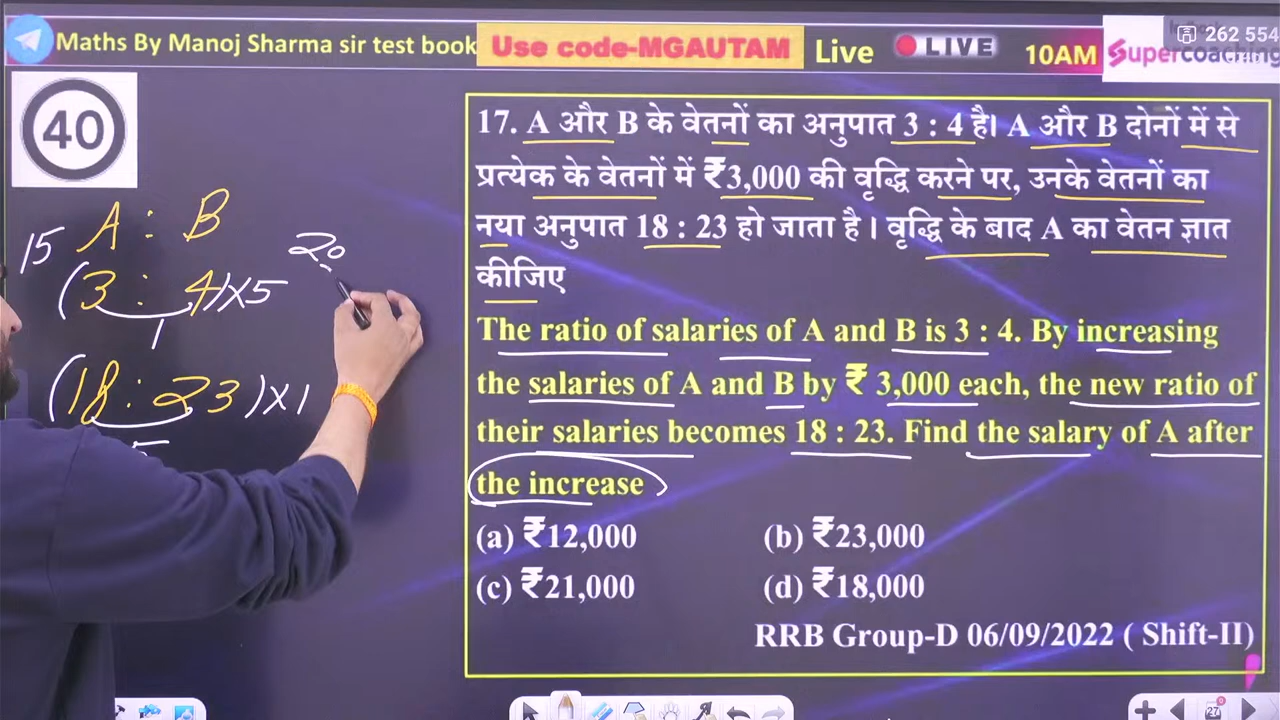 Maths By Manoj Sharma sir test book Use code-MGAUTAM Live LIVE 10AM Supercoaching
262 554
40
17. A और B के वेतनों का अनुपात 3 : 4 है। A और B दोनों में से
प्रत्येक के वेतनों में ₹3,000 की वृद्धि करने पर, उनके वेतनों का
नया अनुपात 18 : 23 हो जाता है। वृद्धि के बाद A का वेतन ज्ञात
कीजिए
The ratio of salaries of A and B is 3 : 4. By increasing
the salaries of A and B by ₹ 3,000 each, the new ratio of
their salaries becomes 18 : 23. Find the salary of A after
the increase
(a) ₹12,000 (b) ₹23,000
(c) ₹21,000 (d) ₹18,000
RRB Group-D 06/09/2022 ( Shift-II)
A : B
15 20
(3 : 4)×5
1
(18 : 23)×1
5
27